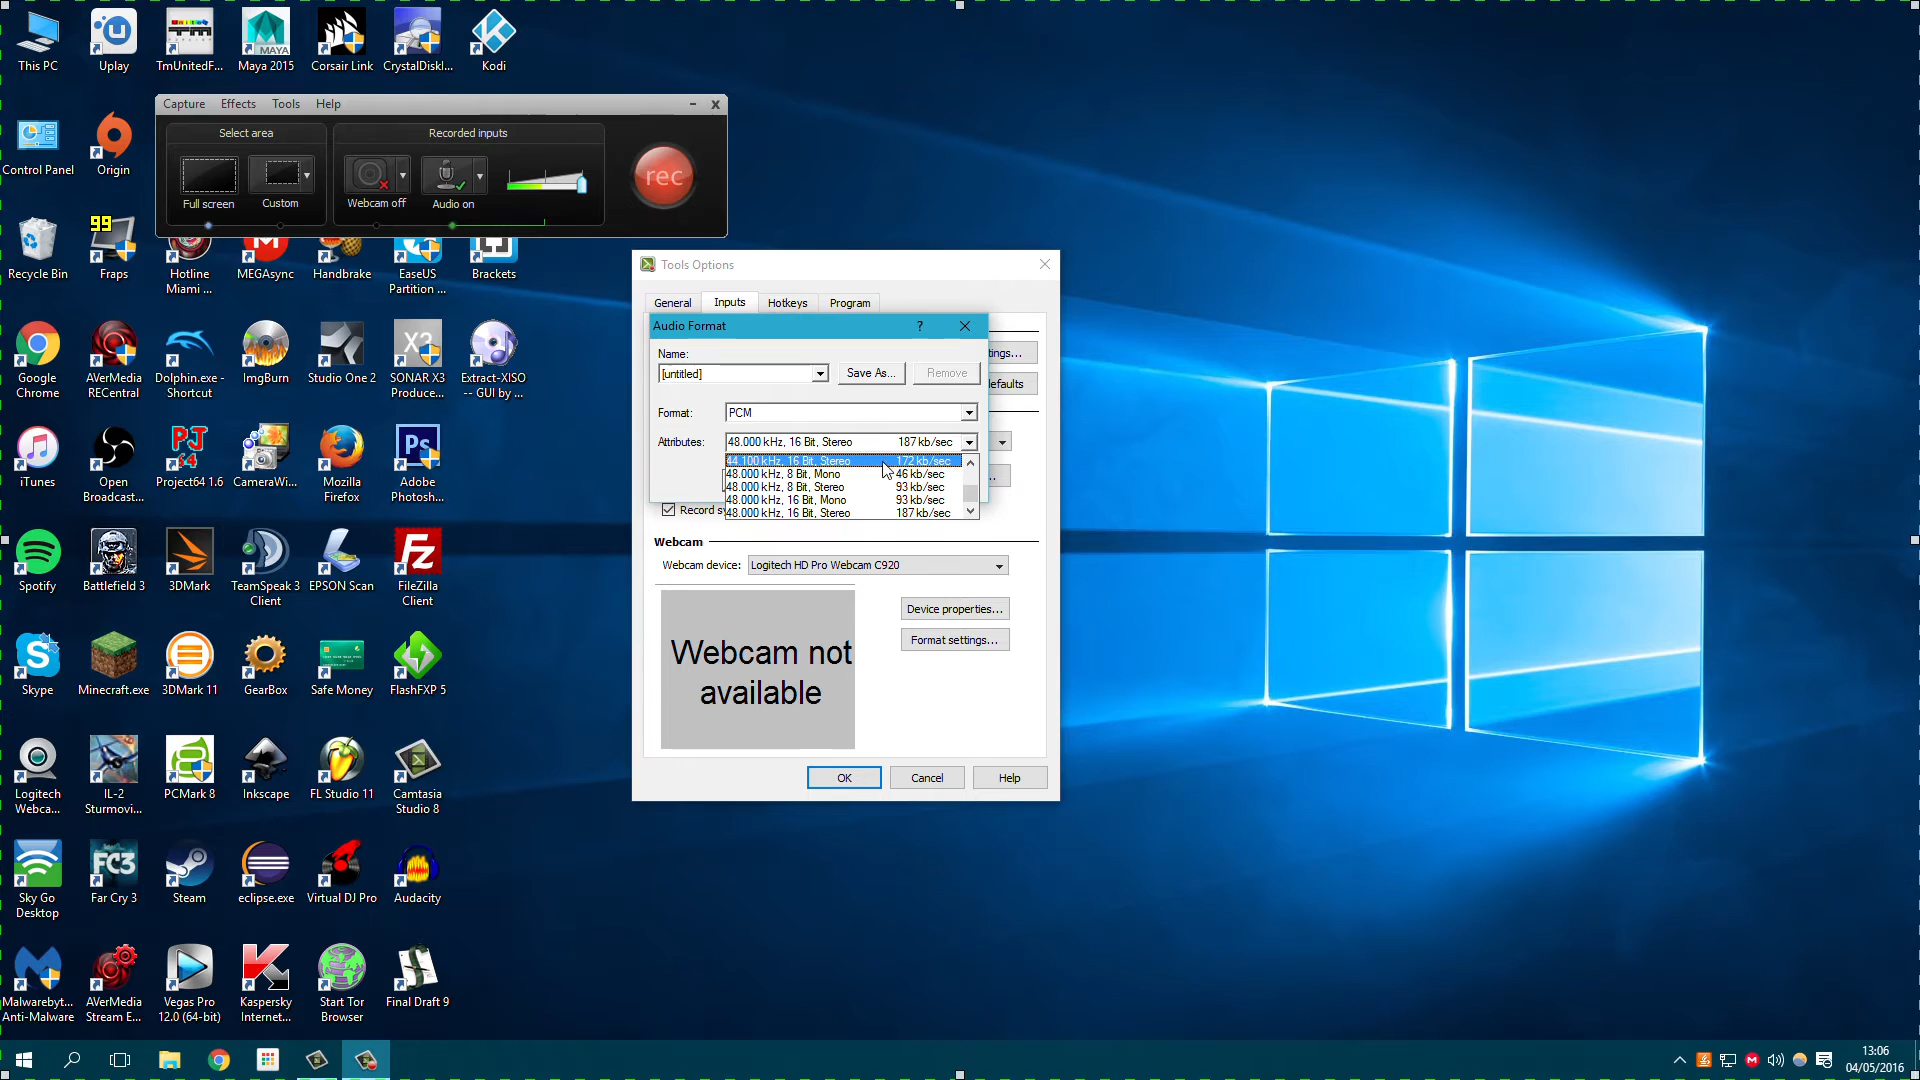 This PC
Uplay
TmUnitedF...
Maya 2015
Corsair Link
CrystalDiskI...
Kodi
MAYA
Capture Effects Tools Help
Select area
Recorded inputs
rec
Full screen
Custom
Webcam off
Audio on
Control Panel
Origin
99
Recycle Bin
Fraps
Hotline
Miami ...
MEGAsync
Handbrake
EaseUS
Partition ...
Brackets
Tools Options
General
Inputs
Hotkeys
Program
Audio Format
?
Name:
[untitled]
Save As...
Remove
tings...
defaults
Format:
PCM
Attributes:
48.000 kHz, 16 Bit, Stereo 187 kb/sec
44.100 kHz, 16 Bit, Stereo 172 kb/sec
48.000 kHz, 8 Bit, Mono 46 kb/sec
48.000 kHz, 8 Bit, Stereo 93 kb/sec
48.000 kHz, 16 Bit, Mono 93 kb/sec
48.000 kHz, 16 Bit, Stereo 187 kb/sec
Record sy
Webcam
Webcam device:
Logitech HD Pro Webcam C920
Webcam not
available
Device properties...
Format settings...
OK
Cancel
Help
Google
Chrome
AVerMedia
RECentral
Dolphin.exe -
Shortcut
ImgBurn
Studio One 2
X3
SONAR X3
Produce...
Extract-XISO
-- GUI by ...
iTunes
Open
Broadcast...
PJ
64
Project64 1.6
CameraWi...
Mozilla
Firefox
Ps
Adobe
Photosh...
Spotify
Battlefield 3
3DMark
TeamSpeak 3
Client
EPSON Scan
FileZilla
Client
Skype
Minecraft.exe
3DMark 11
GearBox
Safe Money
FlashFXP 5
Logitech
Webca...
IL-2
Sturmovi...
PCMark 8
Inkscape
FL Studio 11
Camtasia
Studio 8
Sky Go
Desktop
FC3
Far Cry 3
Steam
eclipse.exe
Virtual DJ Pro
Audacity
Malwareby...
Anti-Malware
AVerMedia
Stream E...
Vegas Pro
12.0 (64-bit)
Kaspersky
Internet...
Start Tor
Browser
Final Draft 9
13:06
04/05/2016